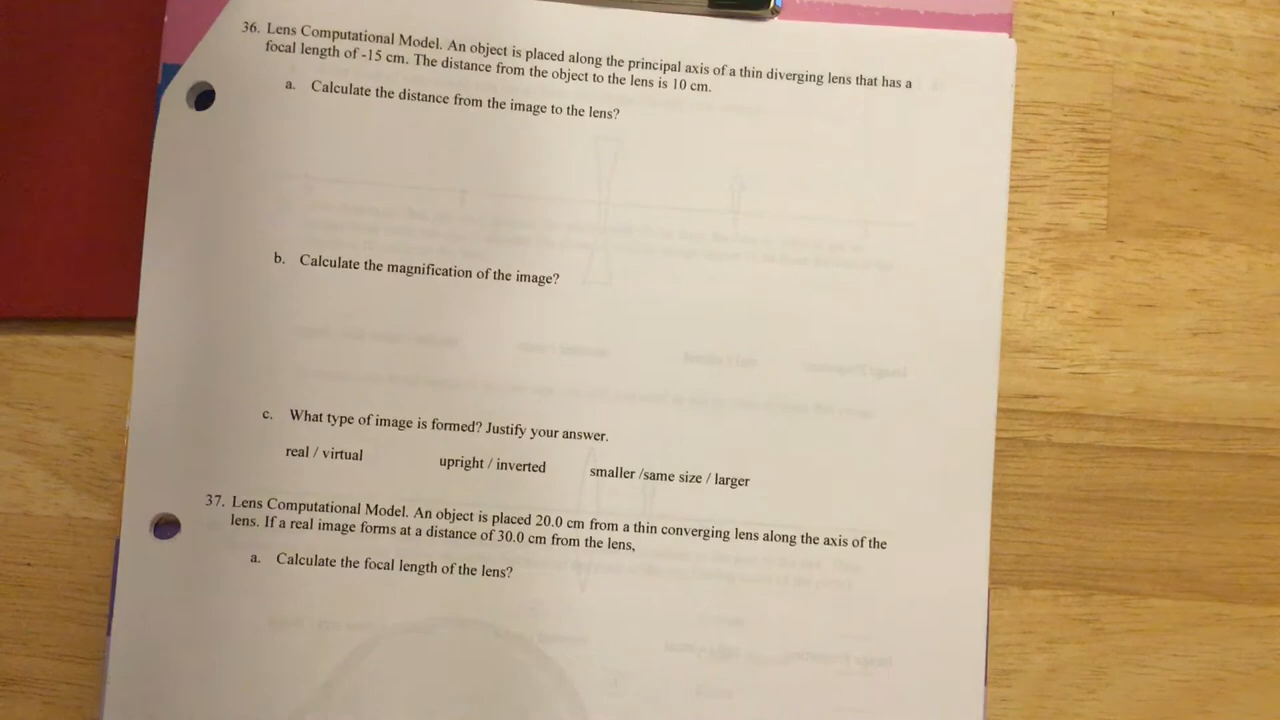 36. Lens Computational Model. An object is placed along the principal axis of a thin diverging lens that has a
focal length of -15 cm. The distance from the object to the lens is 10 cm.
a. Calculate the distance from the image to the lens?
b. Calculate the magnification of the image?
c. What type of image is formed? Justify your answer.
real / virtual upright / inverted smaller /same size / larger
37. Lens Computational Model. An object is placed 20.0 cm from a thin converging lens along the axis of the
lens. If a real image forms at a distance of 30.0 cm from the lens,
a. Calculate the focal length of the lens?